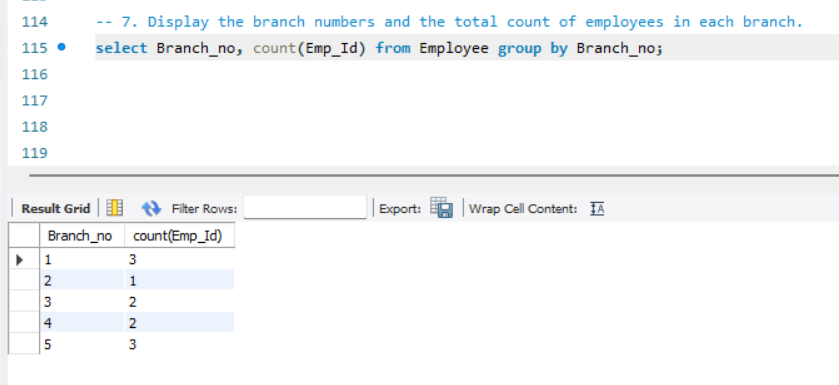 114 -- 7. Display the branch numbers and the total count of employees in each branch.
115 select Branch_no, count(Emp_Id) from Employee group by Branch_no;
116
117
118
119
Result Grid Filter Rows: Export: Wrap Cell Content: IA
Branch_no count(Emp_Id)
1 3
2 1
3 2
4 2
5 3